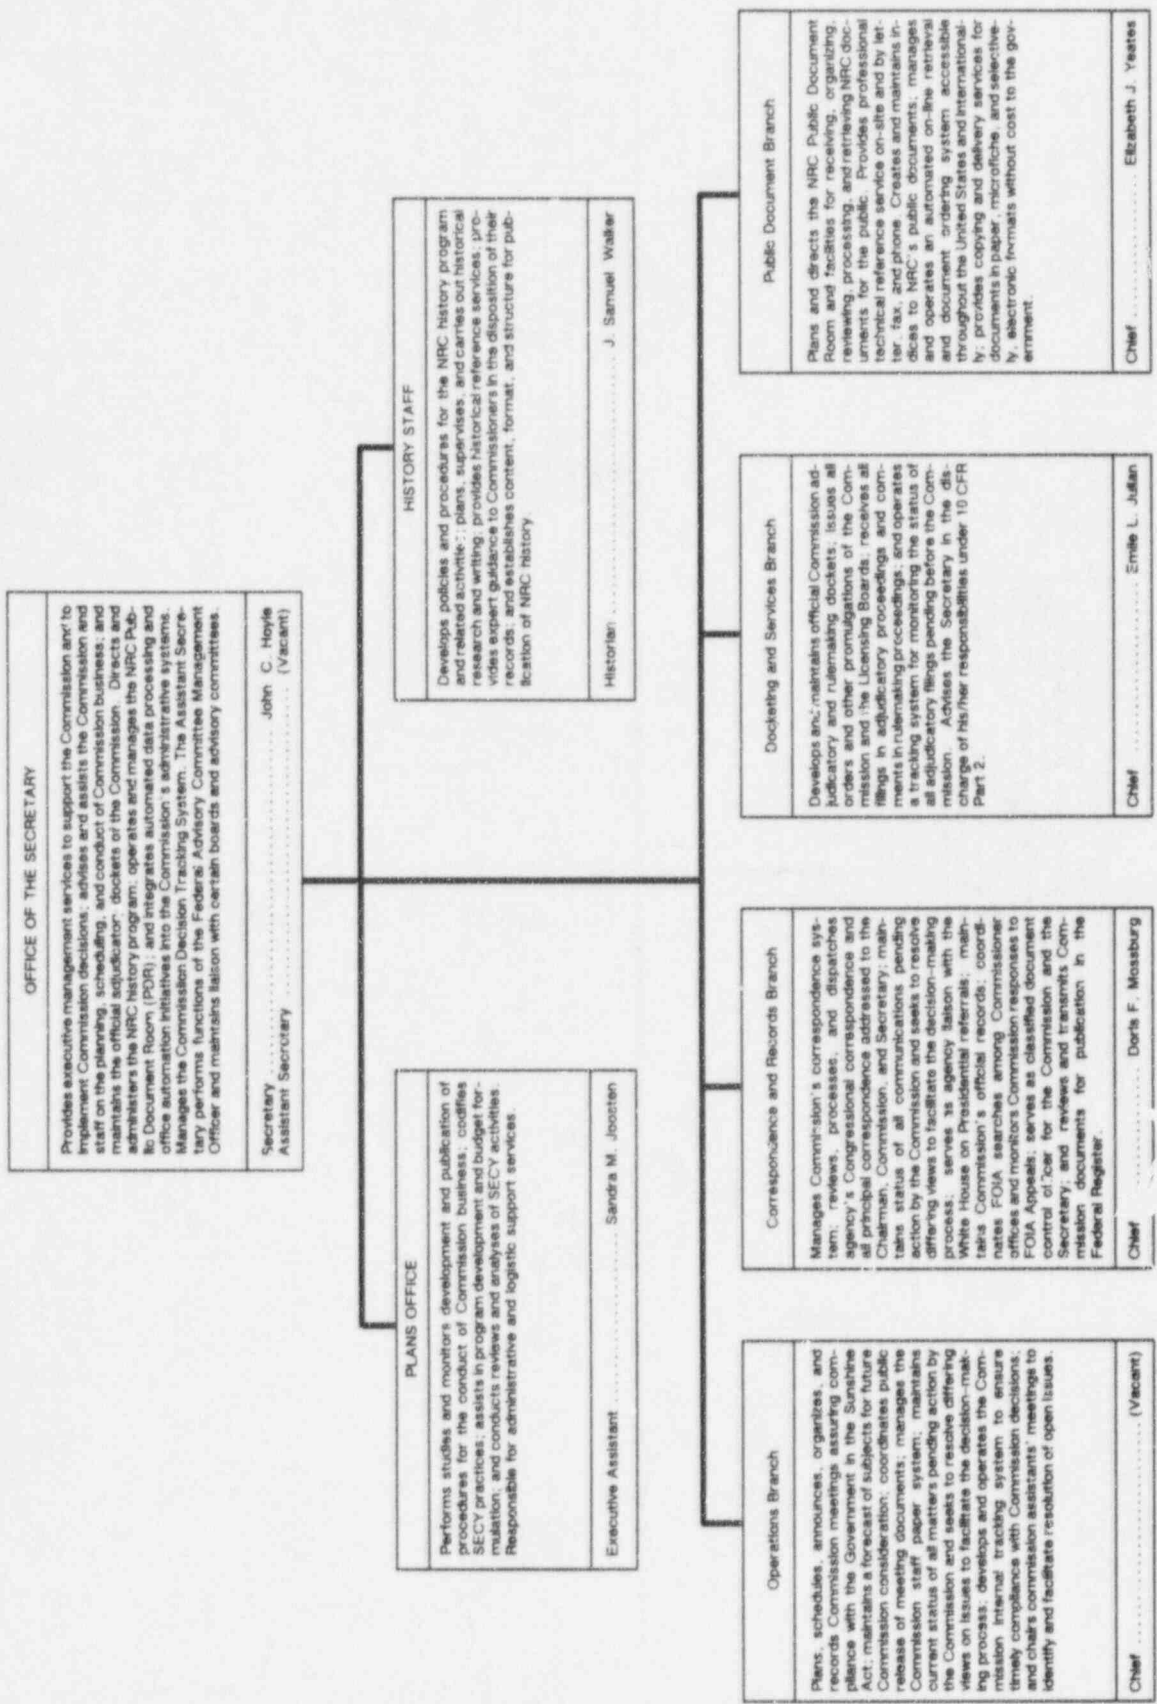 OFFICE OF THE SECRETARY
Provides executive management services to support the Commission and to
implement Commission decisions; advises and assists the Commission and
staff on the planning, scheduling, and conduct of Commission business; and
maintains the official adjudicatory dockets of the Commission. Directs and
administers the NRC history program, operates and manages the NRC Pub-
lic Document Room (PDR); and integrates automated data processing and
office automation initiatives into the Commission's administrative systems.
Manages the Commission Decision Tracking System. The Assistant Secre-
tary performs functions of the Federal Advisory Committee Management
Officer and maintains liaison with certain boards and advisory committees.
Secretary .................... John C. Hoyle
Assistant Secretary .................... (Vacant)
PLANS OFFICE
Performs studies and monitors development and publication of
procedures for the conduct of Commission business; codifies
SECY practices; assists in program development and budget for-
mulation; and conducts reviews and analyses of SECY activities.
Responsible for administrative and logistic support services.
Executive Assistant ............ Sandra M. Joosten
HISTORY STAFF
Develops policies and procedures for the NRC history program
and related activities; plans, supervises, and carries out historical
research and writing; provides historical reference services; pro-
vides expert guidance to Commissioners in the disposition of their
records; and establishes content, format, and structure for pub-
lication of NRC history.
Historian .................... J. Samuel Walker
Operations Branch
Plans, schedules, announces, organizes, and
records Commission meetings assuring com-
pliance with the Government in the Sunshine
Act; maintains a forecast of subjects for future
Commission consideration; coordinates public
release of meeting documents; manages the
Commission staff paper system; maintains
current status of all matters pending action by
the Commission and seeks to resolve differing
views on issues to facilitate the decision-mak-
ing process; develops and operates the Com-
mission internal tracking system to ensure
timely compliance with Commission decisions;
and chairs commission assistants' meetings to
identify and facilitate resolution of open issues.
Chief .................... (Vacant)
Correspondence and Records Branch
Manages Commission's correspondence sys-
tem; reviews, processes, and dispatches
agency's Congressional correspondence and
all principal correspondence addressed to the
Chairman, Commission, and Secretary; main-
tains status of all communications pending
action by the Commission and seeks to resolve
differing views to facilitate the decision-making
process; serves as agency liaison with the
White House on Presidential referrals; main-
tains Commission's official records; coordi-
nates FOIA searches among Commissioner
offices and monitors Commission responses to
FOIA Appeals; serves as classified document
control officer for the Commission and the
Secretary; and reviews and transmits Com-
mission documents for publication in the
Federal Register.
Chief ............ Doris F. Mossburg
Docketing and Services Branch
Develops and maintains official Commission ad-
judicatory and rulemaking dockets; issues all
orders and other promulgations of the Com-
mission and the Licensing Boards; receives all
filings in adjudicatory proceedings and com-
ments in rulemaking proceedings; and operates
a tracking system for monitoring the status of
all adjudicatory filings pending before the Com-
mission. Advises the Secretary in the dis-
charge of his/her responsibilities under 10 CFR
Part 2.
Chief ............ Emile L. Julian
Public Document Branch
Plans and directs the NRC Public Document
Room and facilities for receiving, organizing,
reviewing, processing, and retrieving NRC doc-
uments for the public. Provides professional
technical reference service on-site and by let-
ter, fax, and phone. Creates and maintains in-
dices to NRC's public documents; manages
and operates an automated on-line retrieval
and document ordering system accessible
throughout the United States and international-
ly; provides copying and delivery services for
documents in paper, microfiche, and selective-
ly, electronic formats without cost to the gov-
ernment.
Chief ............ Elizabeth J. Yeates